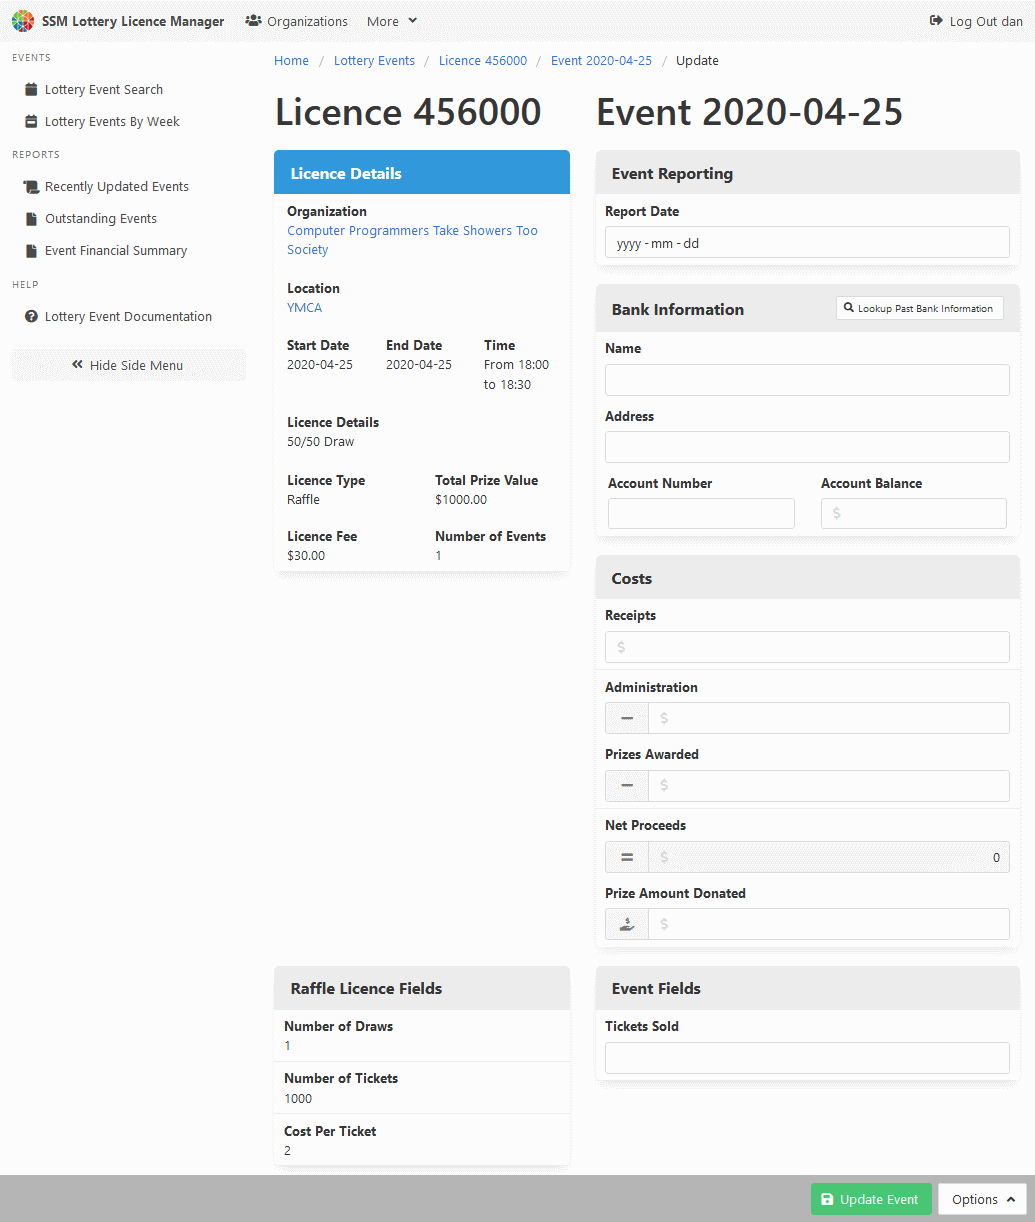 SSM Lottery Licence Manager
Organizations
More
Log Out dan
EVENTS
Lottery Event Search
Lottery Events By Week
REPORTS
Recently Updated Events
Outstanding Events
Event Financial Summary
HELP
Lottery Event Documentation
Hide Side Menu
Home / Lottery Events / Licence 456000 / Event 2020-04-25 / Update
Licence 456000
Licence Details
Organization
Computer Programmers Take Showers Too
Society
Location
YMCA
Start Date End Date Time
2020-04-25 2020-04-25 From 18:00
to 18:30
Licence Details
50/50 Draw
Licence Type Total Prize Value
Raffle $1000.00
Licence Fee Number of Events
$30.00 1
Event 2020-04-25
Event Reporting
Report Date
yyyy - mm - dd
Bank Information
Lookup Past Bank Information
Name
Address
Account Number Account Balance
$
Costs
Receipts
$
Administration
$
Prizes Awarded
$
Net Proceeds
= $ 0
Prize Amount Donated
$
Raffle Licence Fields
Number of Draws
1
Number of Tickets
1000
Cost Per Ticket
2
Event Fields
Tickets Sold
Update Event
Options